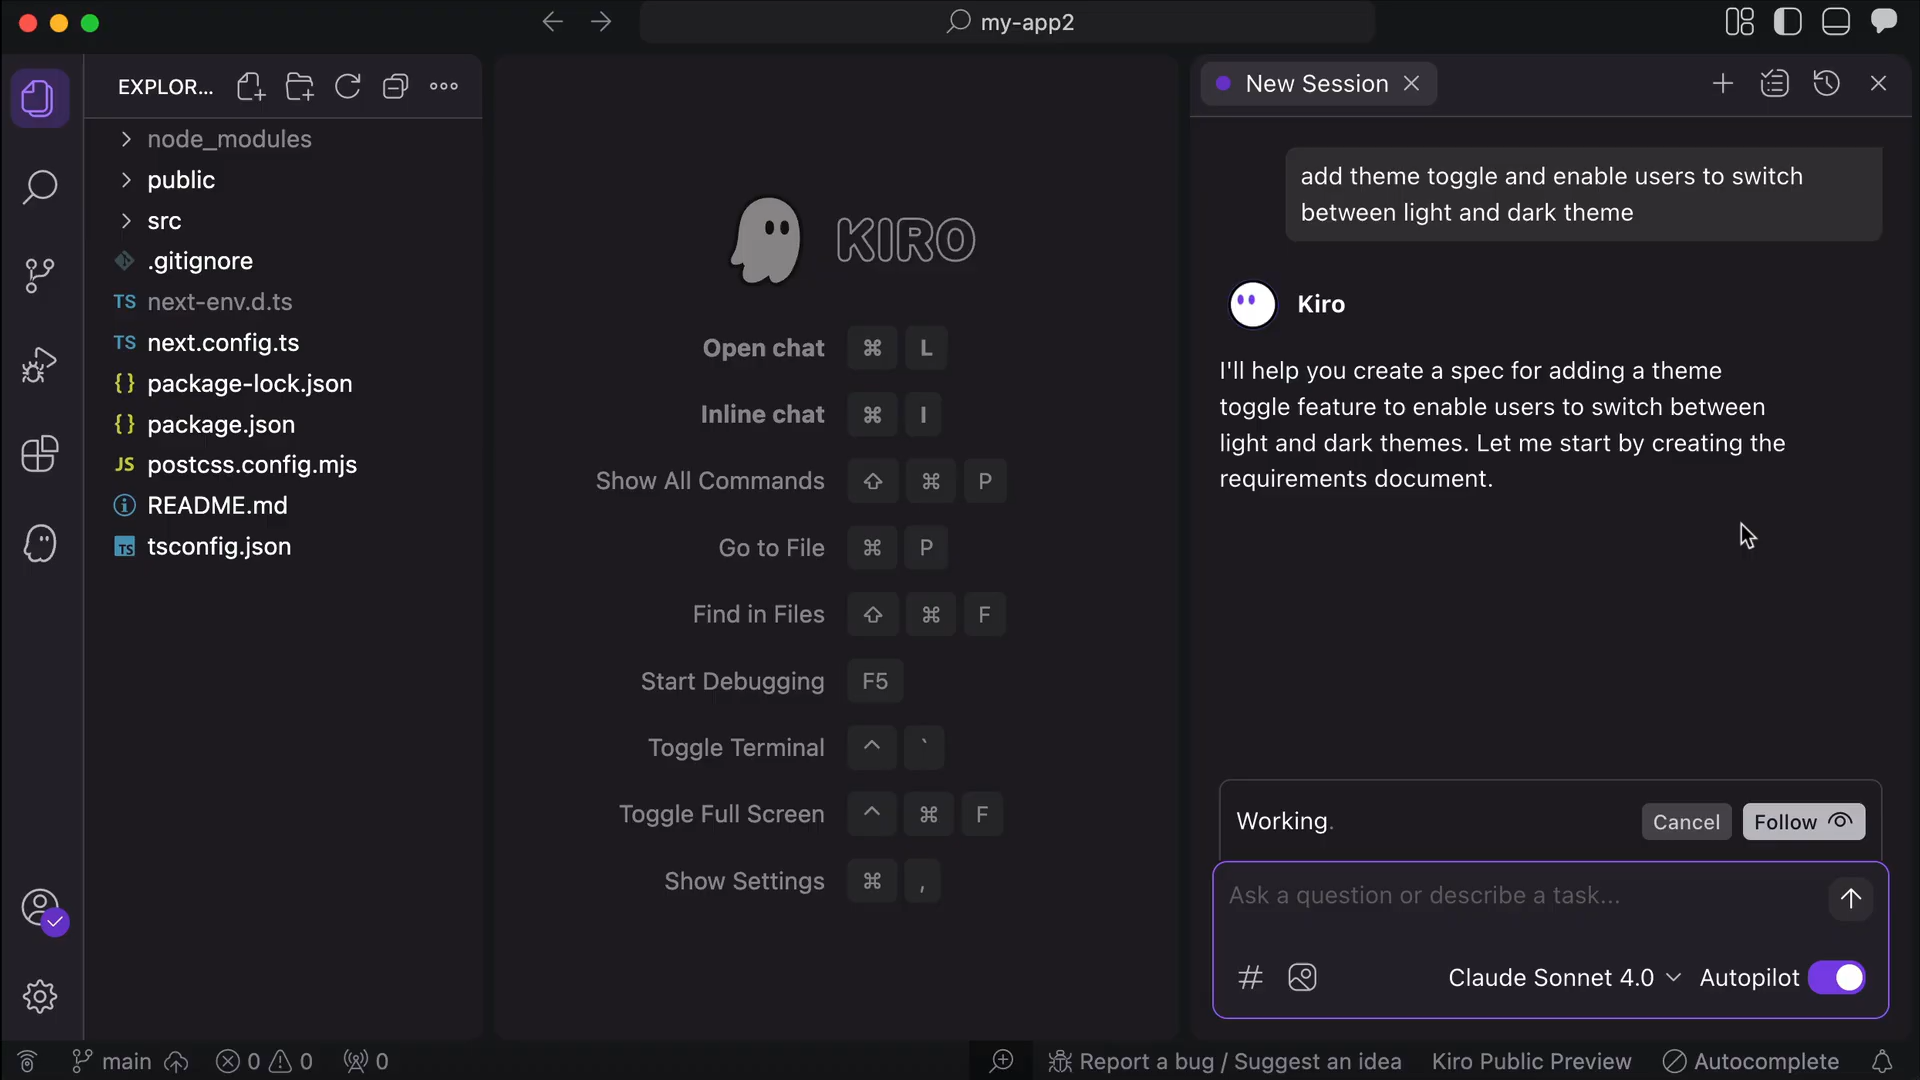 my-app2
EXPLOR...
node_modules
public
src
.gitignore
TS next-env.d.ts
TS next.config.ts
{} package-lock.json
{} package.json
JS postcss.config.mjs
README.md
TS tsconfig.json
KIRO
Open chat ⌘ L
Inline chat ⌘ I
Show All Commands ⇧ ⌘ P
Go to File ⌘ P
Find in Files ⇧ ⌘ F
Start Debugging F5
Toggle Terminal ^ `
Toggle Full Screen ^ ⌘ F
Show Settings ⌘ ,
New Session
add theme toggle and enable users to switch
between light and dark theme
Kiro
I'll help you create a spec for adding a theme
toggle feature to enable users to switch between
light and dark themes. Let me start by creating the
requirements document.
Working.
Cancel
Follow
Ask a question or describe a task...
#
Claude Sonnet 4.0
Autopilot
main
0
0
0
Report a bug / Suggest an idea
Kiro Public Preview
Autocomplete